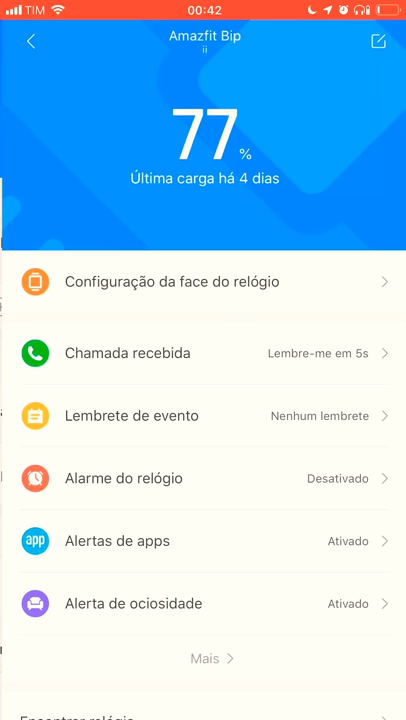 TIM
00:42
Amazfit Bip
77%
Última carga há 4 dias
Configuração da face do relógio
Chamada recebida
Lembre-me em 5s
Lembrete de evento
Nenhum lembrete
Alarme do relógio
Desativado
app
Alertas de apps
Ativado
Alerta de ociosidade
Ativado
Mais
Encontrar relógio